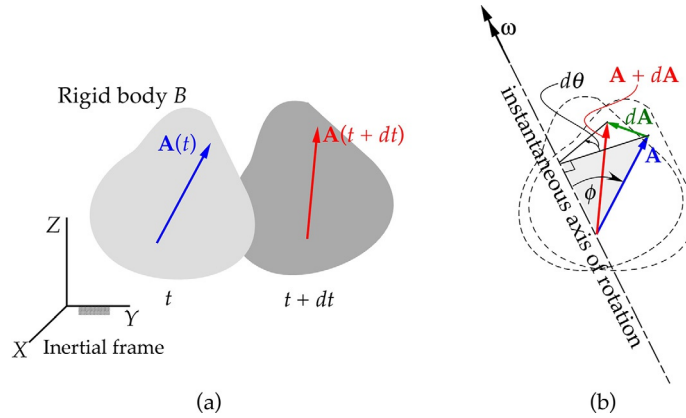 Rigid body B
A(t)
A(t + dt)
Z
t
t + dt
Y
X
Inertial frame
(a)
ω
A + dA
dθ
dA
A
ϕ
instantaneous axis of rotation
(b)